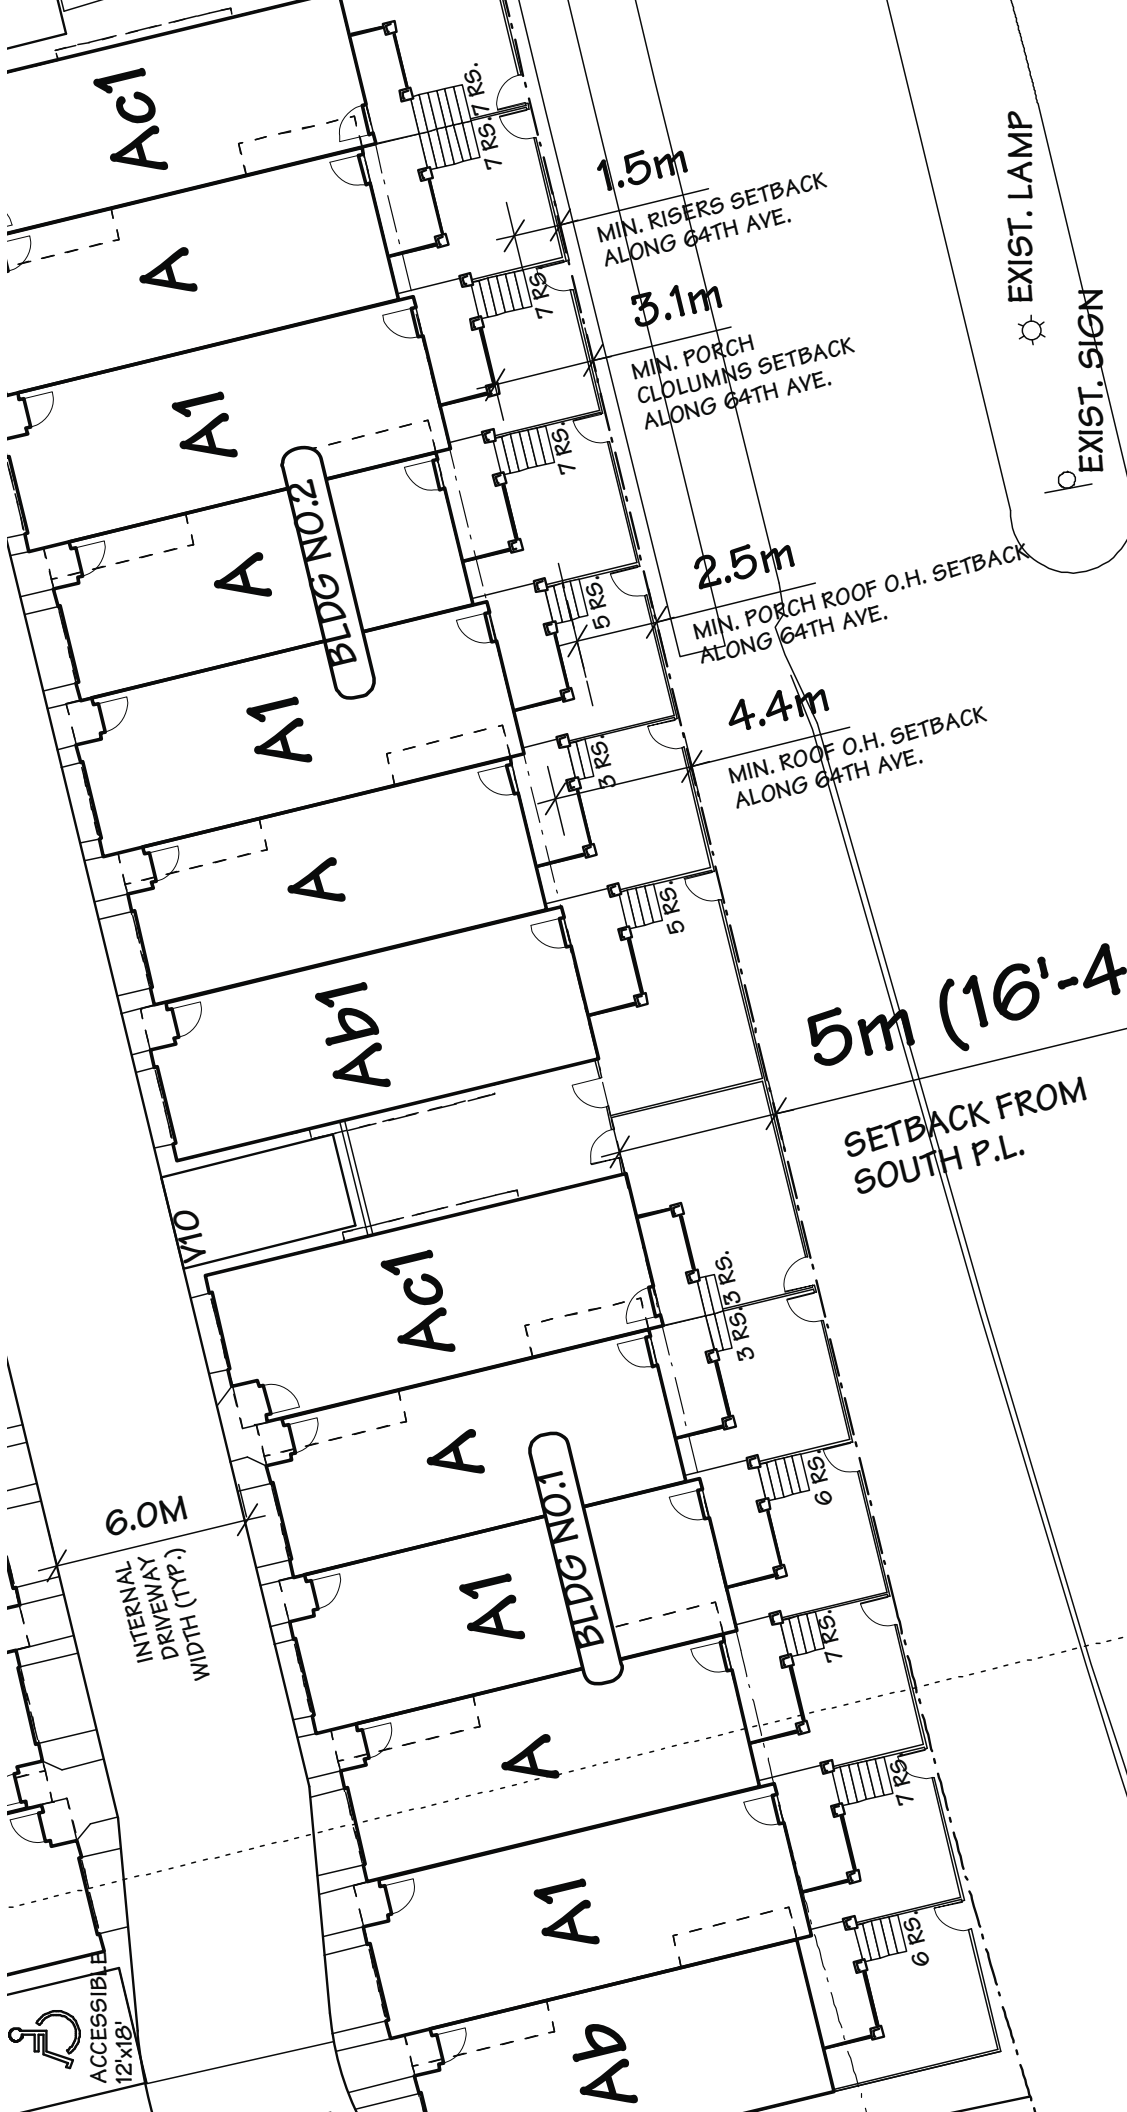 Ac1
7 RS.
7 RS.
A
1.5m
MIN. RISERS SETBACK
ALONG 64TH AVE.
EXIST. LAMP
7 RS.
3.1m
MIN. PORCH
CLOLUMNS SETBACK
ALONG 64TH AVE.
EXIST. SIGN
A1
7 RS.
BLDG NO.2
A
5 RS.
2.5m
MIN. PORCH ROOF O.H. SETBACK
ALONG 64TH AVE.
A1
3 RS.
4.4m
MIN. ROOF O.H. SETBACK
ALONG 64TH AVE.
A
5 RS.
Ab1
5m (16'-4
SETBACK FROM
SOUTH P.L.
V10
Ac1
3 RS.
3 RS.
A
6 RS.
6.0M
INTERNAL
DRIVEWAY
WIDTH (TYP.)
BLDG NO.1
A1
7 RS.
A
7 RS.
A1
6 RS.
ACCESSIBLE
12'x18'
Ab